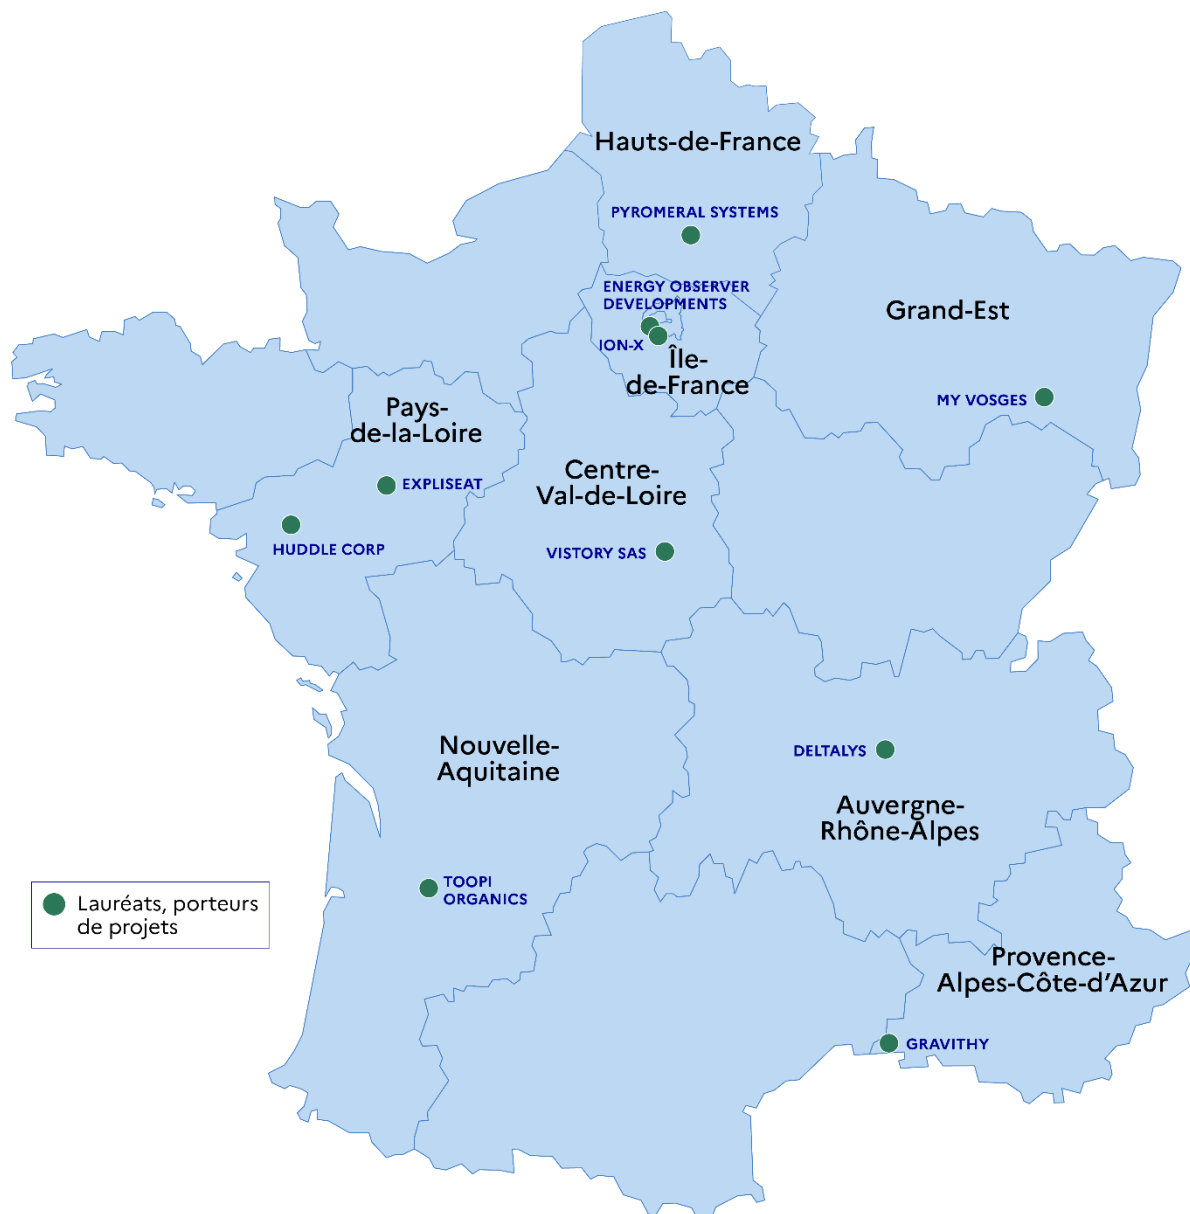 Hauts-de-France
PYROMERAL SYSTEMS
ENERGY OBSERVER
DEVELOPMENTS
ION-X
Île-
de-France
Grand-Est
MY VOSGES
Pays-
de-la-Loire
EXPLISEAT
HUDDLE CORP
Centre-
Val-de-Loire
VISTORY SAS
Nouvelle-
Aquitaine
DELTALYS
Auvergne-
Rhône-Alpes
TOOPI
ORGANICS
Lauréats, porteurs
de projets
Provence-
Alpes-Côte-d’Azur
GRAVITHY